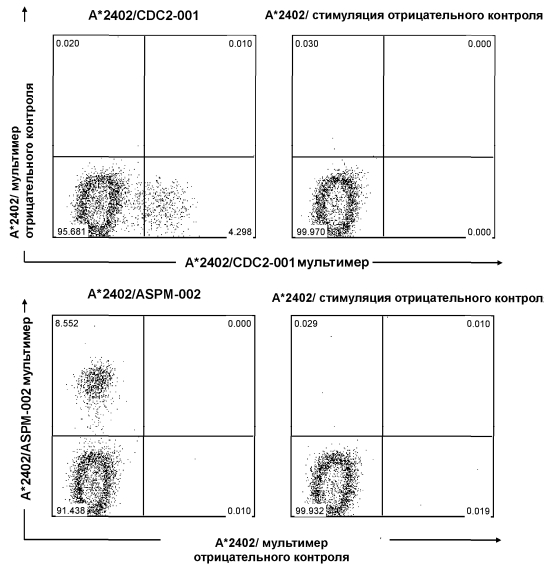 A*2402/CDC2-001
A*2402/ стимуляция отрицательного контроля
0.020
0.010
0.030
0.000
A*2402/ мультимер
отрицательного контроля
95.681
4.298
99.970
0.000
A*2402/CDC2-001 мультимер
A*2402/ASPM-002
A*2402/ стимуляция отрицательного контрол
8.552
0.000
0.029
0.010
A*2402/ASPM-002 мультимер
91.438
0.010
99.932
0.019
A*2402/ мультимер
отрицательного контроля